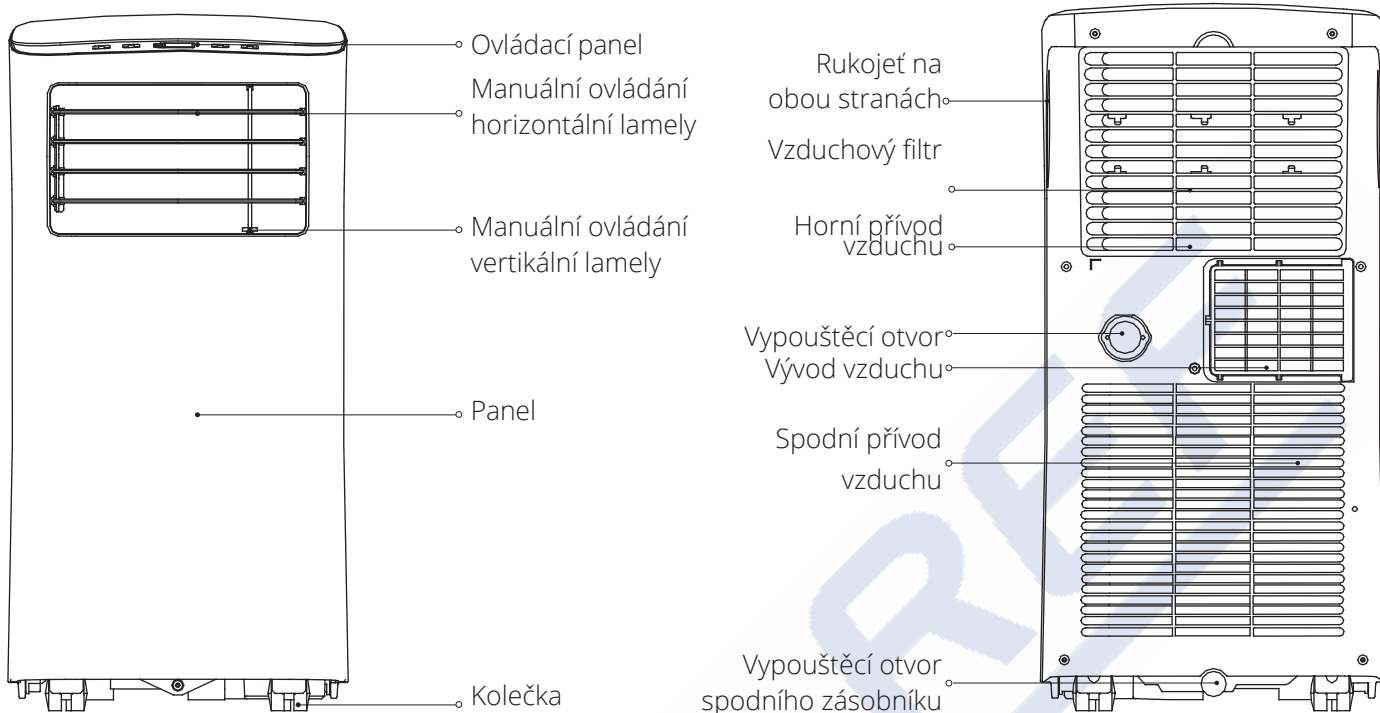 Ovládací panel
Manuální ovládání
horizontální lamely
Manuální ovládání
vertikální lamely
Panel
Kolečka
Rukojeť na
obou stranách
Vzduchový filtr
Horní přívod
vzduchu
Vypouštěcí otvor
Vývod vzduchu
Spodní přívod
vzduchu
Vypouštěcí otvor
spodního zásobníku